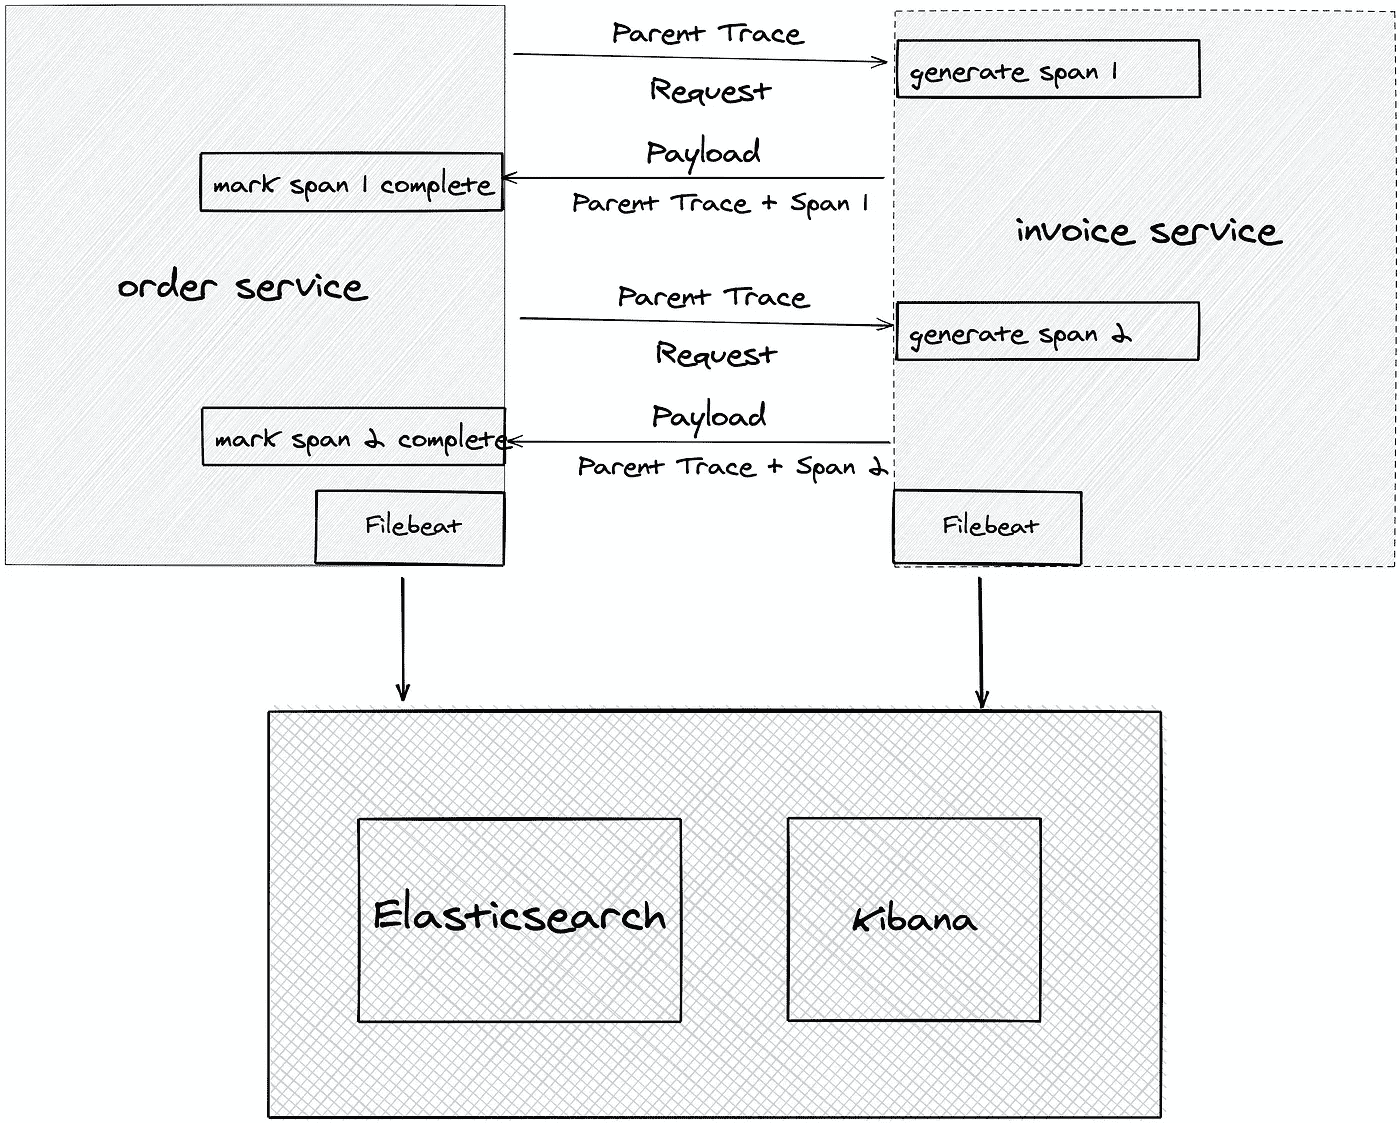 Parent Trace
generate span 1
Request
Payload
mark span 1 complete
Parent Trace + Span 1
invoice service
order service
Parent Trace
generate span 2
Request
Payload
mark span 2 complete
Parent Trace + Span 2
Filebeat
Filebeat
Elasticsearch
Kibana